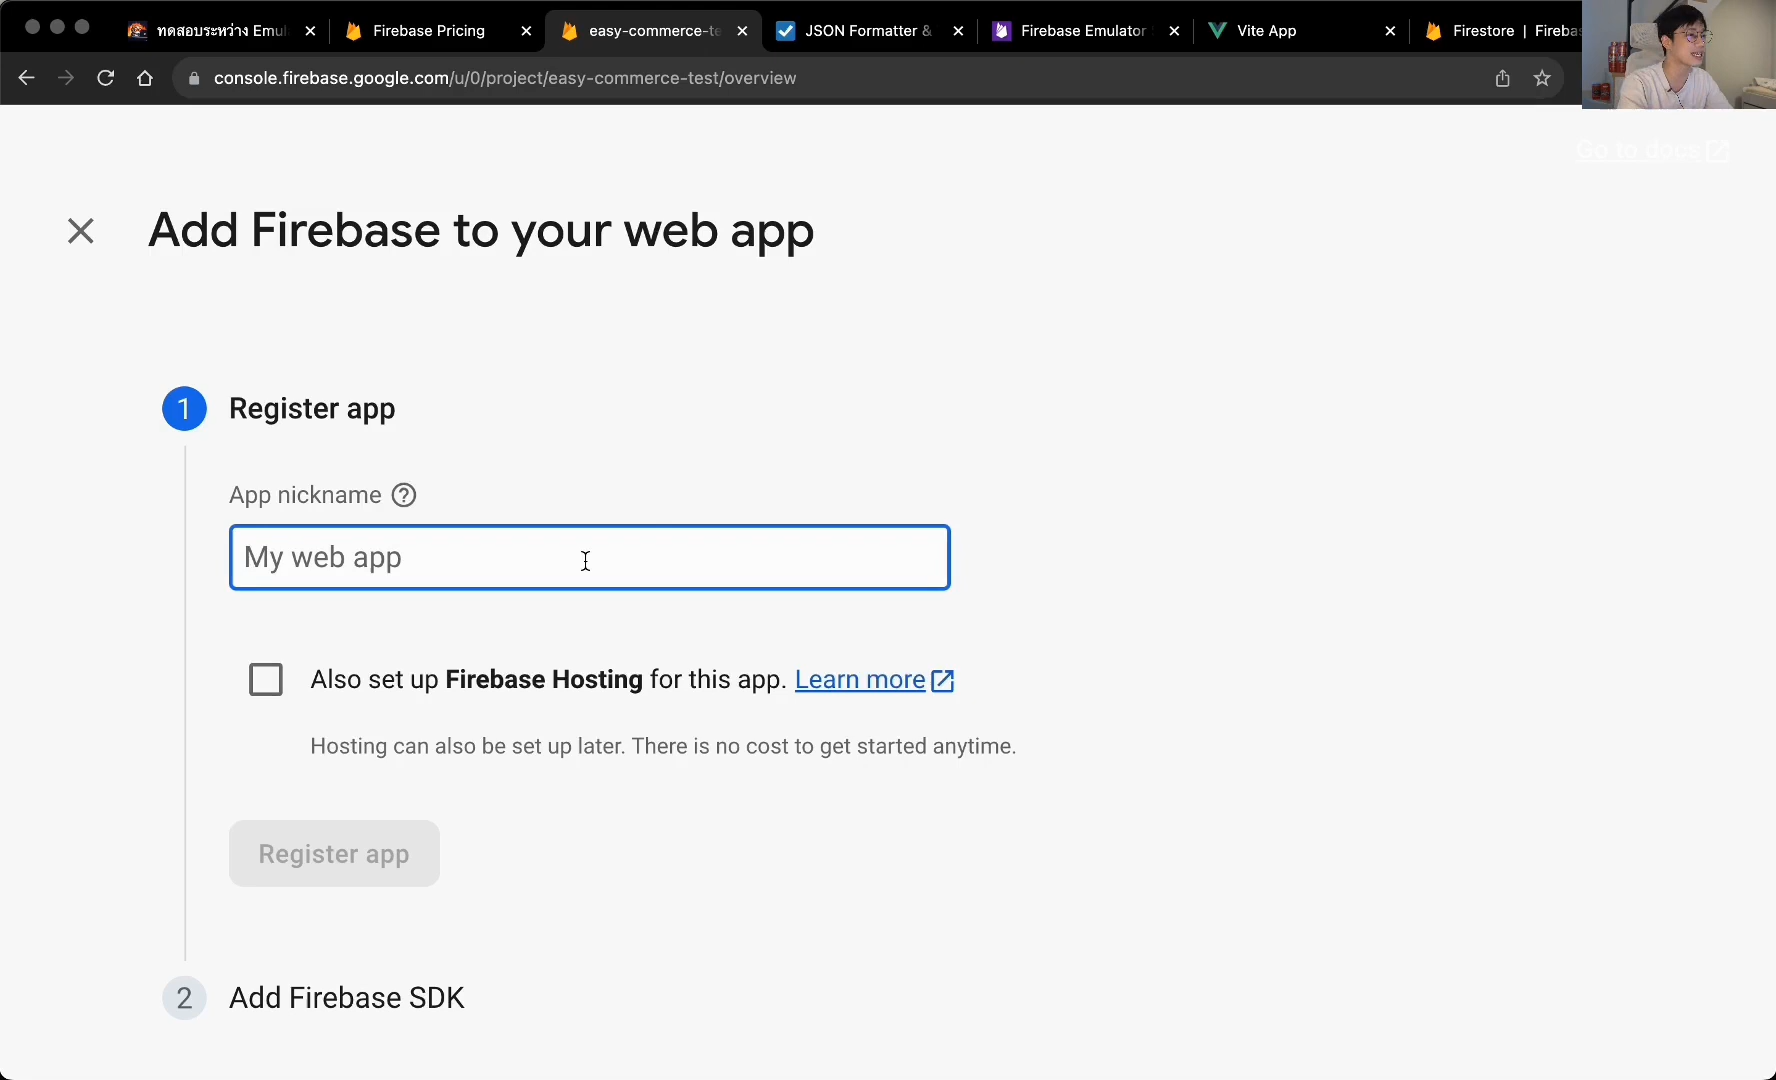 ทดสอบระหว่าง Emul
Firebase Pricing
easy-commerce-te
JSON Formatter &
Firebase Emulator
Vite App
Firestore | Firebas
console.firebase.google.com/u/0/project/easy-commerce-test/overview
Go to docs
Add Firebase to your web app
1 Register app
App nickname
My web app
Also set up Firebase Hosting for this app. Learn more
Hosting can also be set up later. There is no cost to get started anytime.
Register app
2 Add Firebase SDK